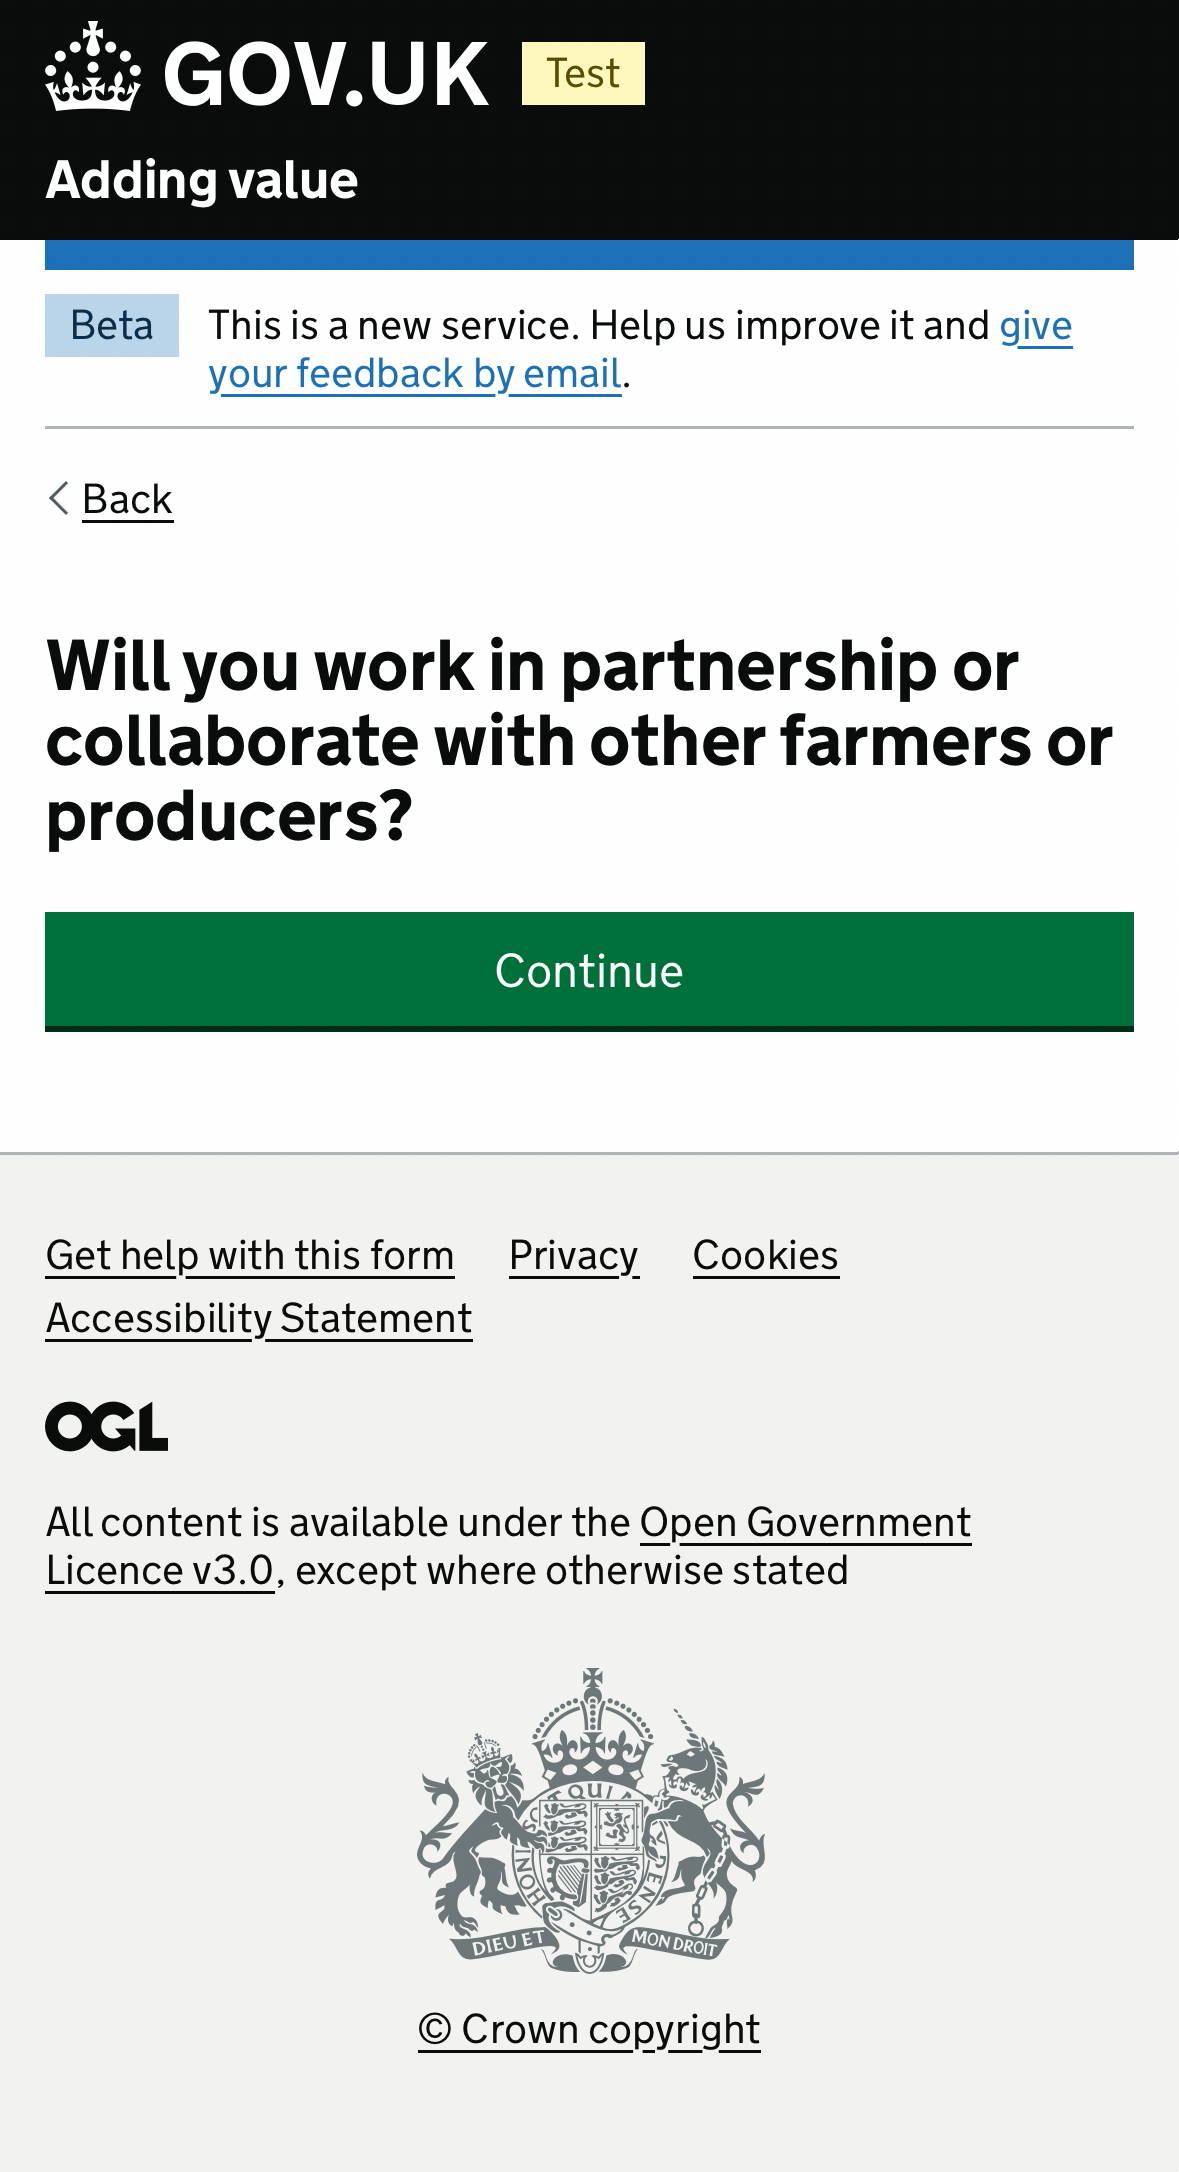 GOV.UK Test
Adding value
Beta This is a new service. Help us improve it and give
your feedback by email.
Back
Will you work in partnership or
collaborate with other farmers or
producers?
Continue
Get help with this form Privacy Cookies
Accessibility Statement
OGL
All content is available under the Open Government
Licence v3.0, except where otherwise stated
QUI
HONI
PENSE
DIEU ET MON DROIT
© Crown copyright